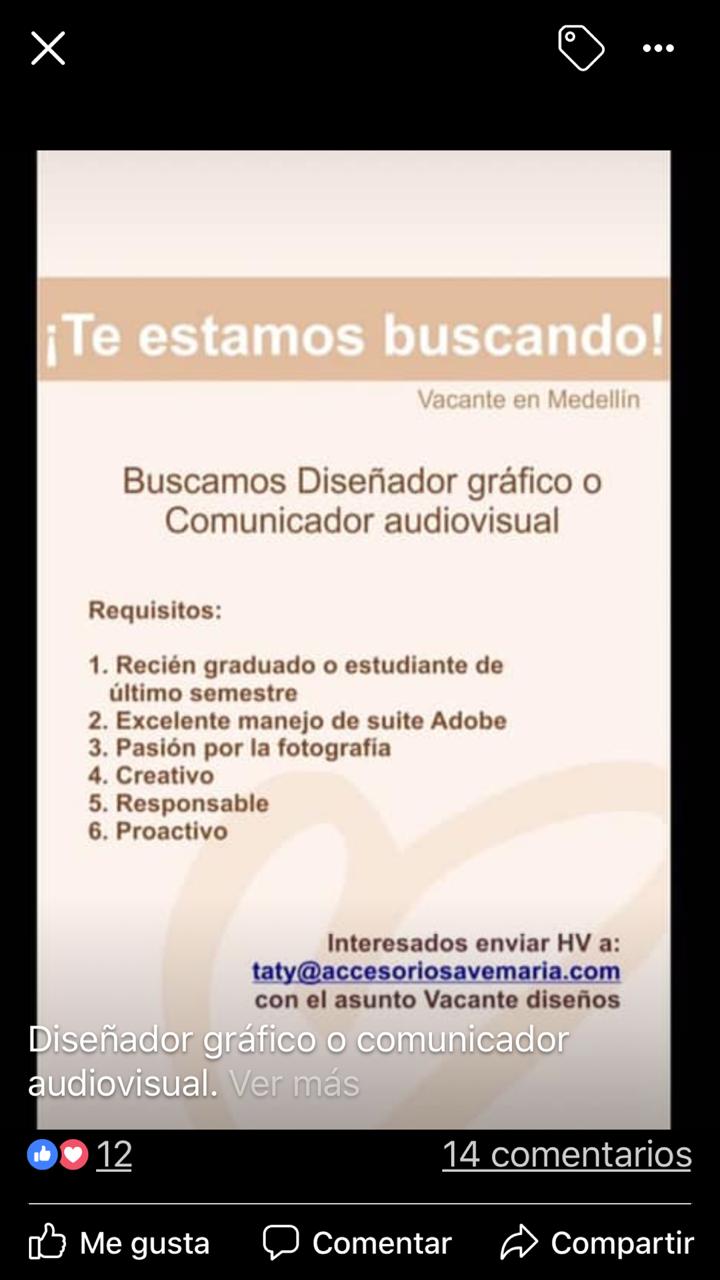 ¡Te estamos buscando!
Vacante en Medellín
Buscamos Diseñador gráfico o
Comunicador audiovisual
Requisitos:
1. Recién graduado o estudiante de
último semestre
2. Excelente manejo de suite Adobe
3. Pasión por la fotografía
4. Creativo
5. Responsable
6. Proactivo
Interesados enviar HV a:
taty@accesoriosavemaria.com
con el asunto Vacante diseños
Diseñador gráfico o comunicador
audiovisual. Ver más
12
14 comentarios
Me gusta
Comentar
Compartir